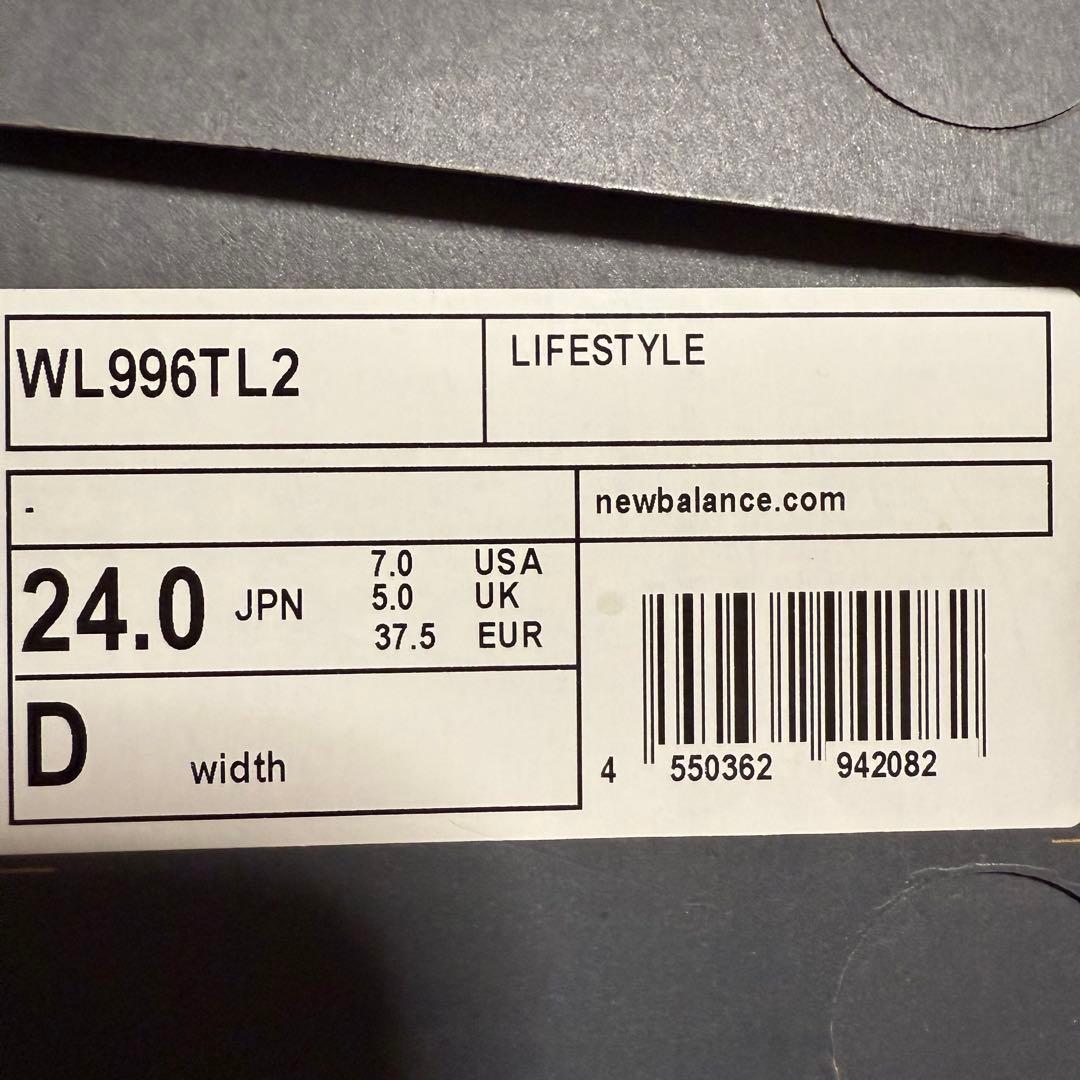 WL996TL2
LIFESTYLE
-
newbalance.com
24.0 JPN
7.0 USA
5.0 UK
37.5 EUR
D width
4 550362 942082